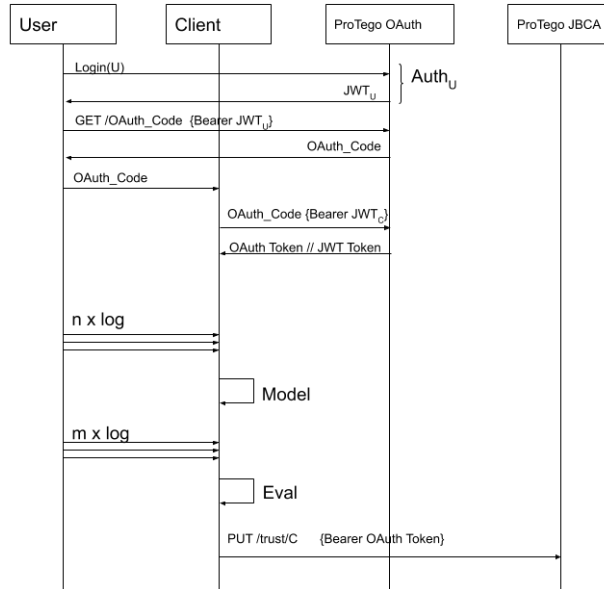 User
Client
ProTego OAuth
ProTego JBCA
Login(U)
Auth_U
JWT_U
GET /OAuth_Code {Bearer JWT_U}
OAuth_Code
OAuth_Code
OAuth_Code {Bearer JWT_C}
OAuth Token // JWT Token
n x log
Model
m x log
Eval
PUT /trust/C {Bearer OAuth Token}